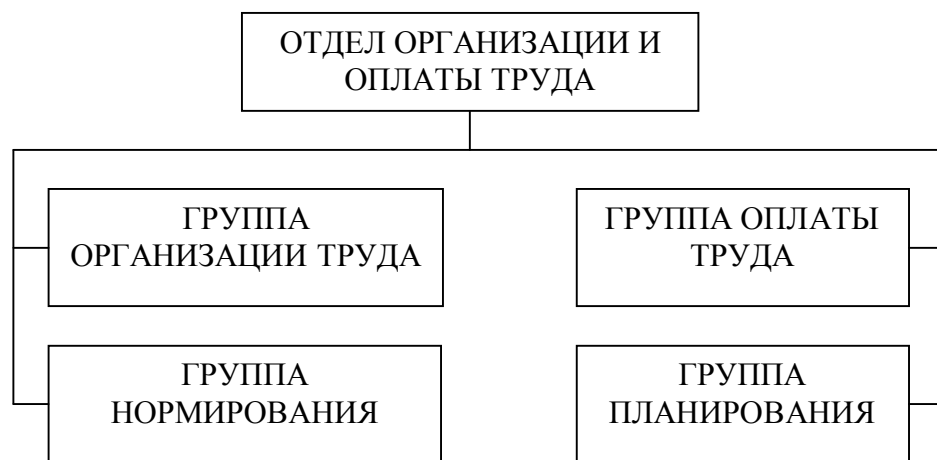 ОТДЕЛ ОРГАНИЗАЦИИ И
ОПЛАТЫ ТРУДА
ГРУППА
ОРГАНИЗАЦИИ ТРУДА
ГРУППА ОПЛАТЫ
ТРУДА
ГРУППА
НОРМИРОВАНИЯ
ГРУППА
ПЛАНИРОВАНИЯ